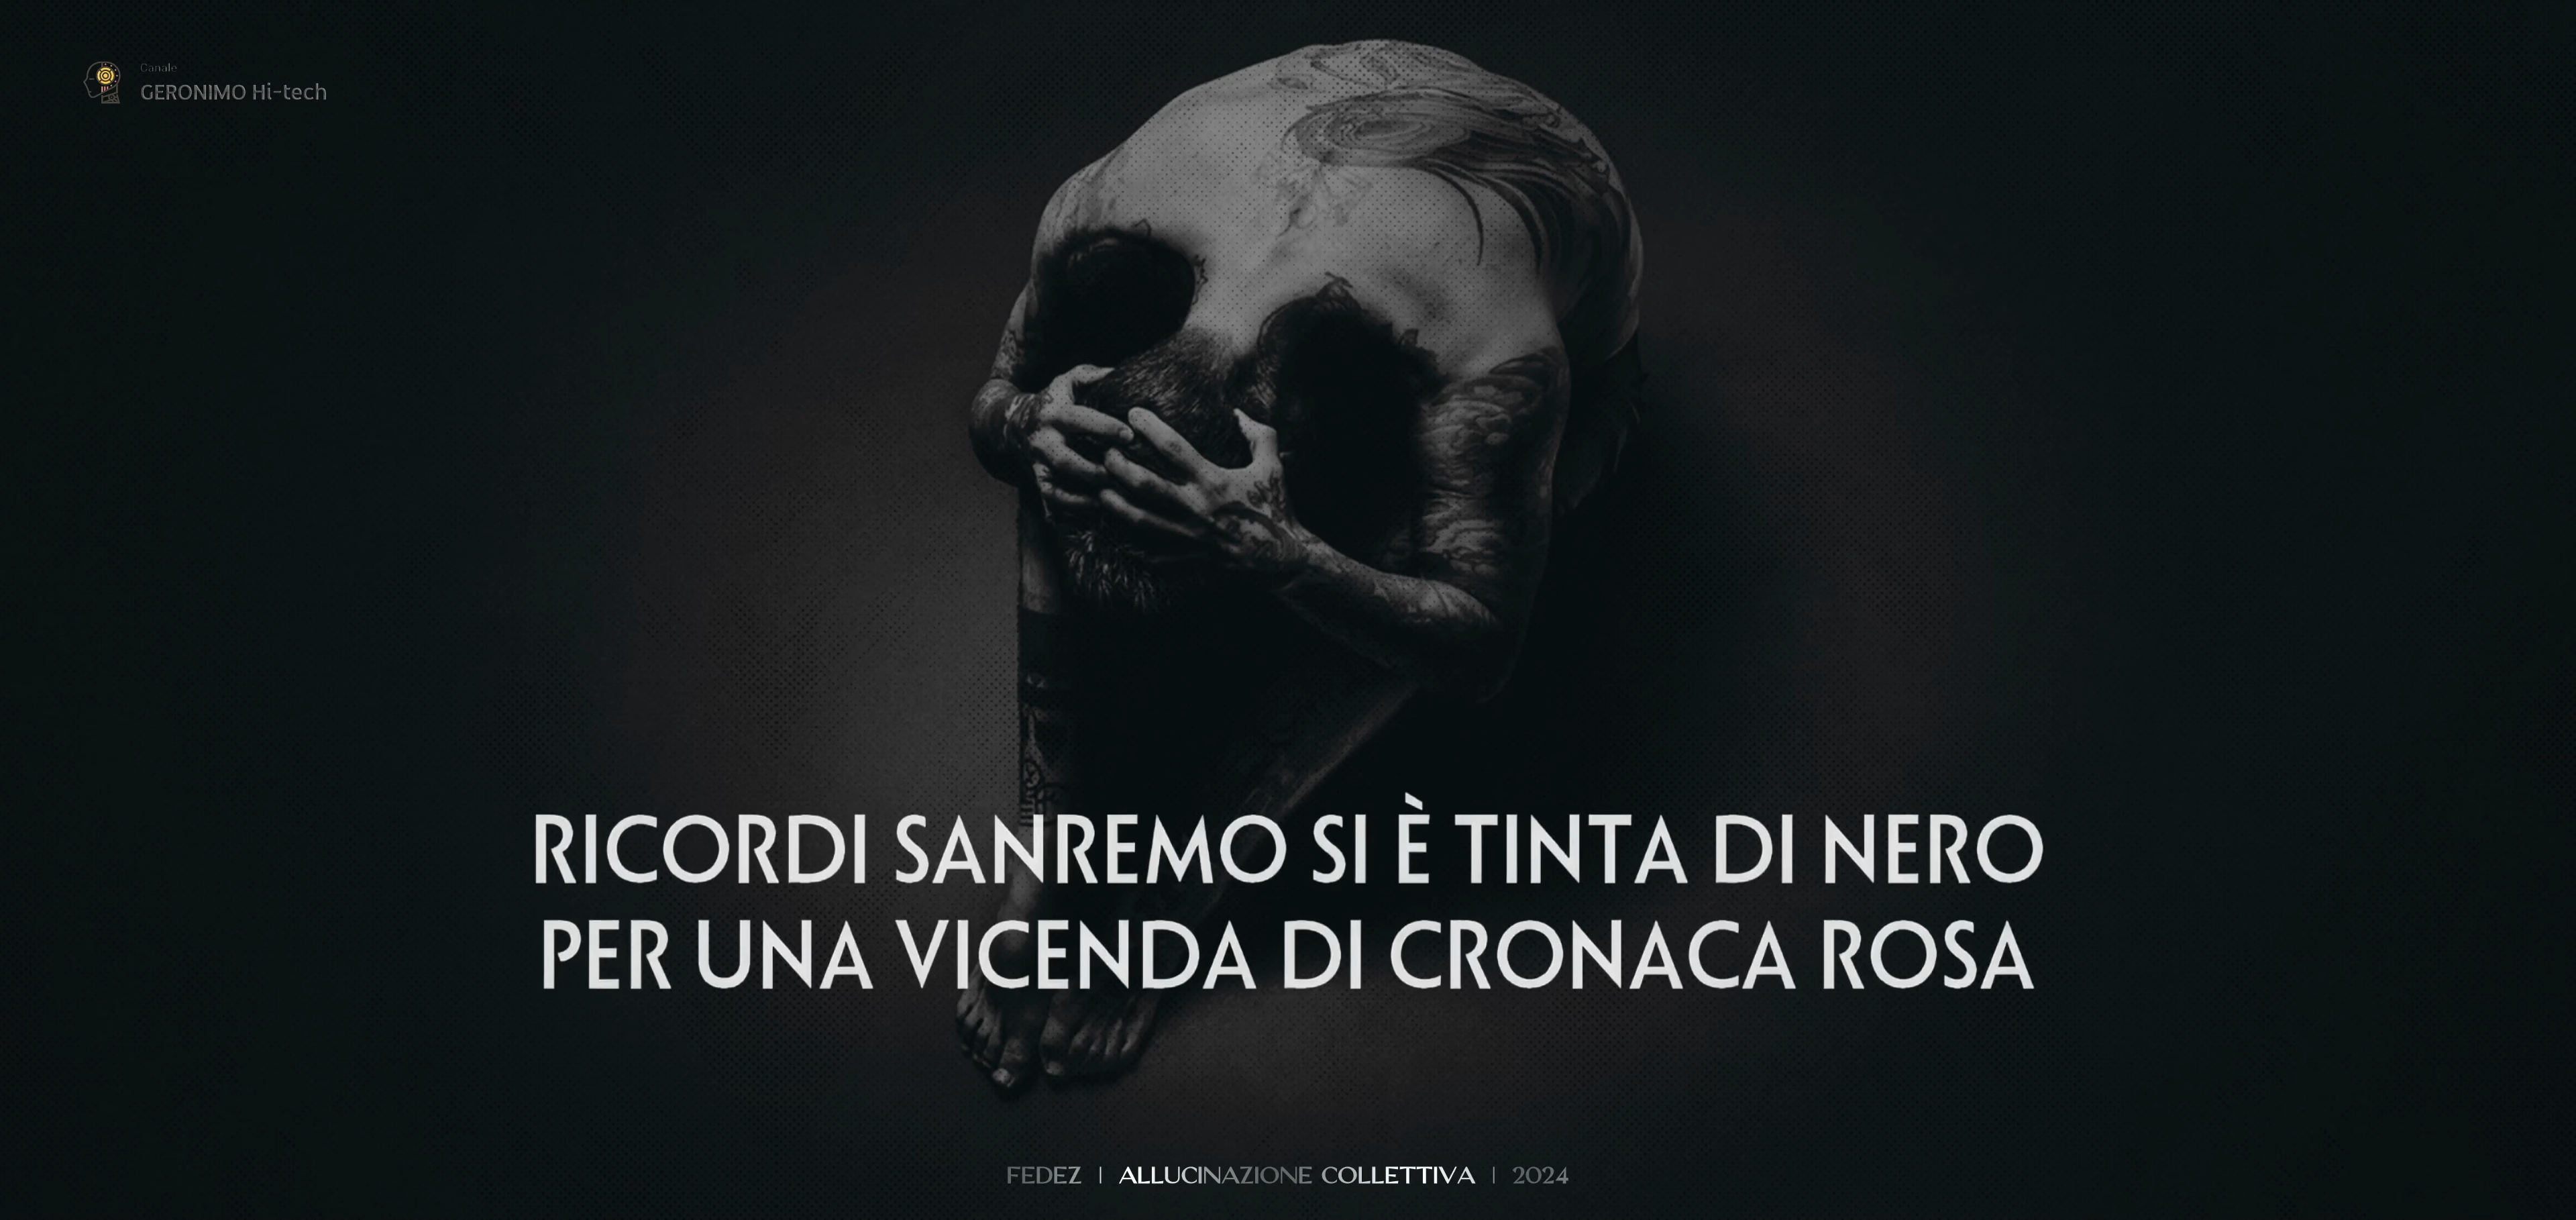 Canale
GERONIMO Hi-tech
RICORDI SANREMO SI È TINTA DI NERO
PER UNA VICENDA DI CRONACA ROSA
FEDEZ | ALLUCINAZIONE COLLETTIVA | 2024